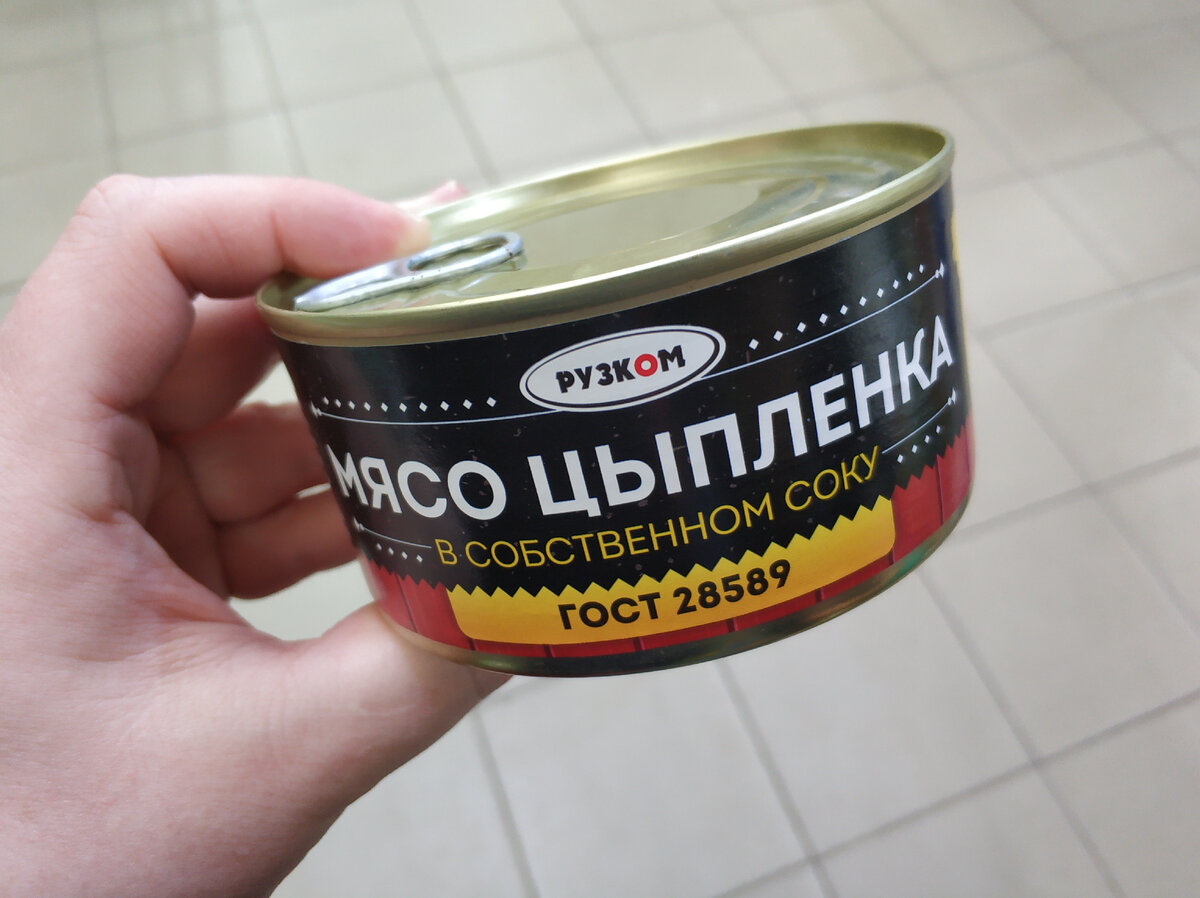 РУЗКОМ
МЯСО ЦЫПЛЕНКА
В СОБСТВЕННОМ СОКУ
ГОСТ 28589